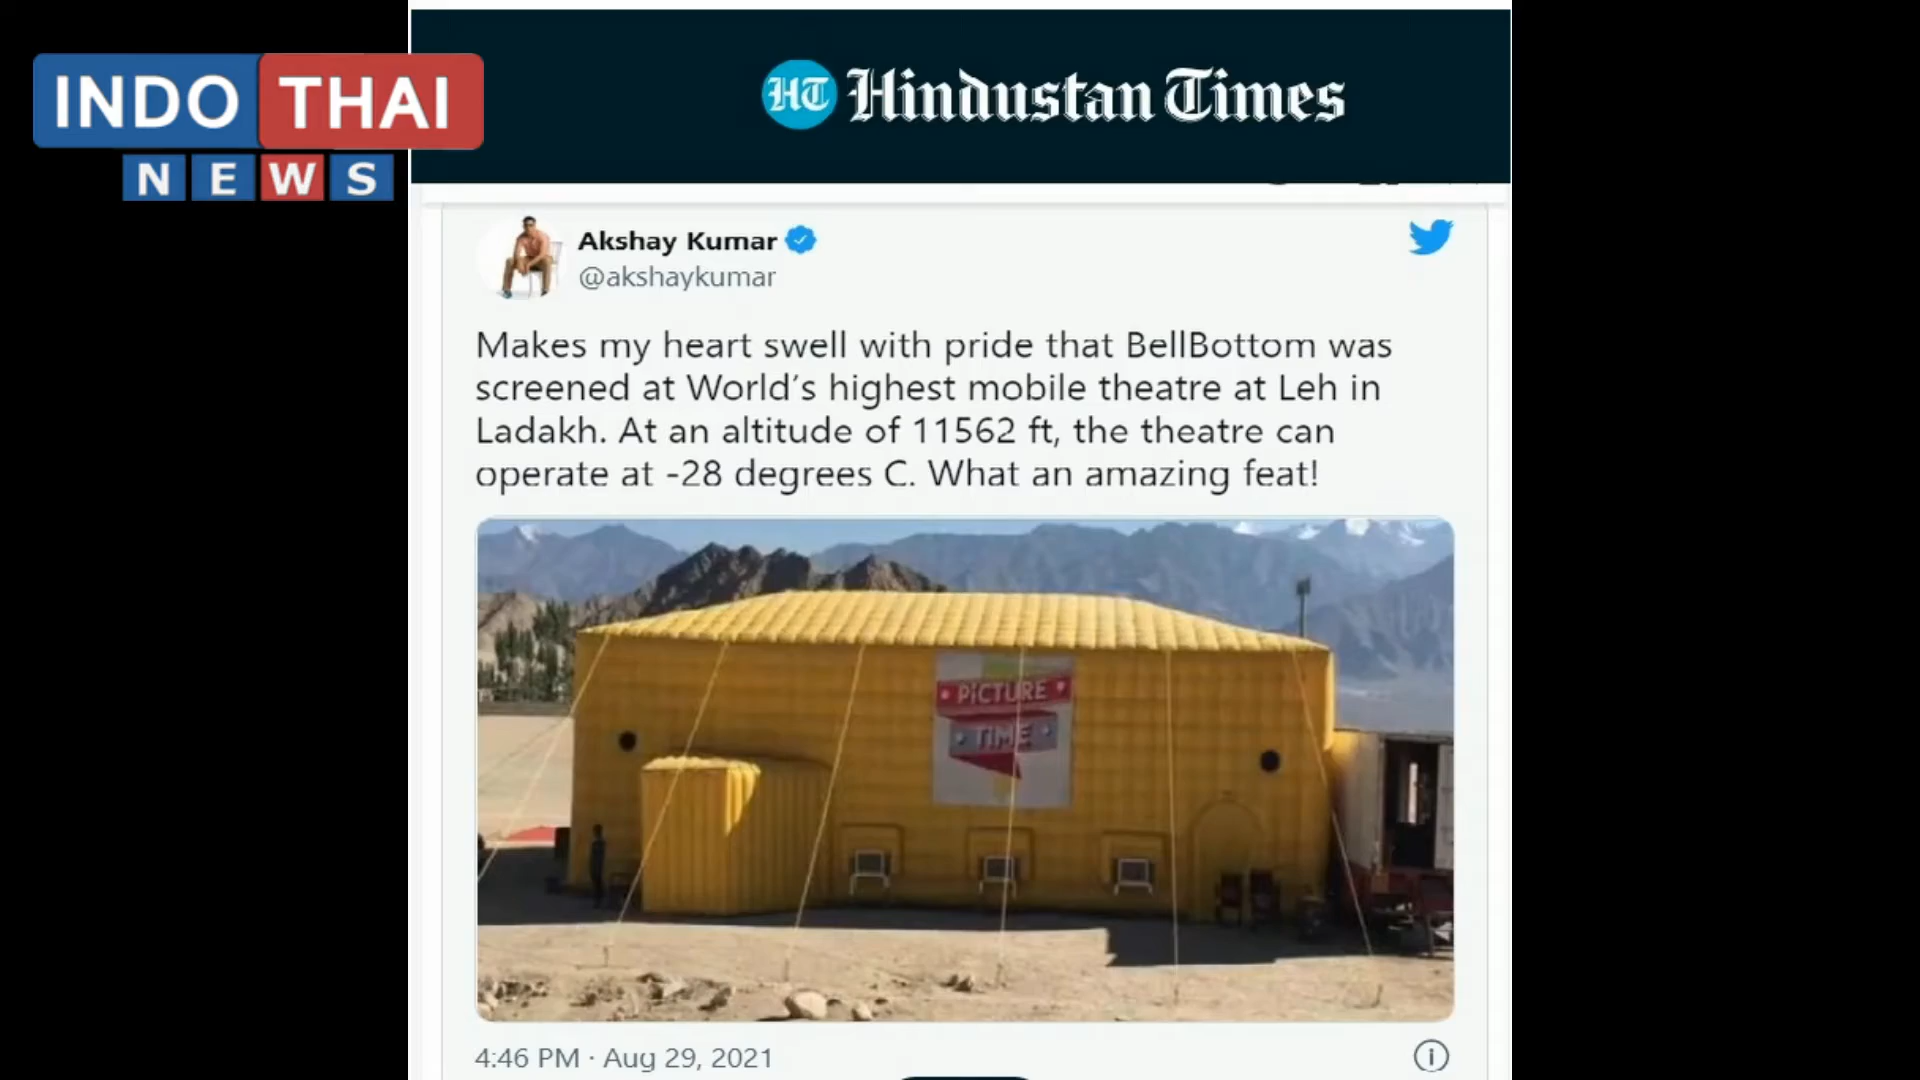 INDO THAI
NEWS
HT Hindustan Times
Akshay Kumar
@akshaykumar
Makes my heart swell with pride that BellBottom was
screened at World’s highest mobile theatre at Leh in
Ladakh. At an altitude of 11562 ft, the theatre can
operate at -28 degrees C. What an amazing feat!
PiCTURE
TiME
4:46 PM · Aug 29, 2021